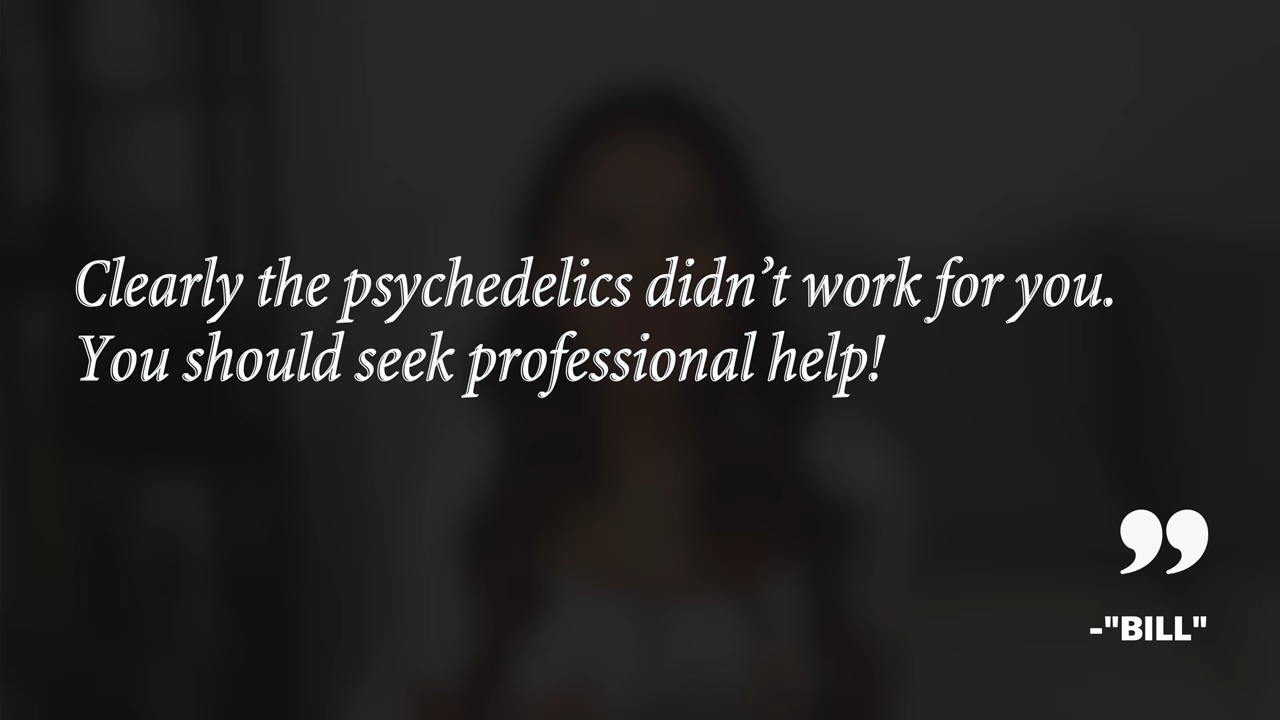 Clearly the psychedelics didn’t work for you.
You should seek professional help!
”
-"BILL"